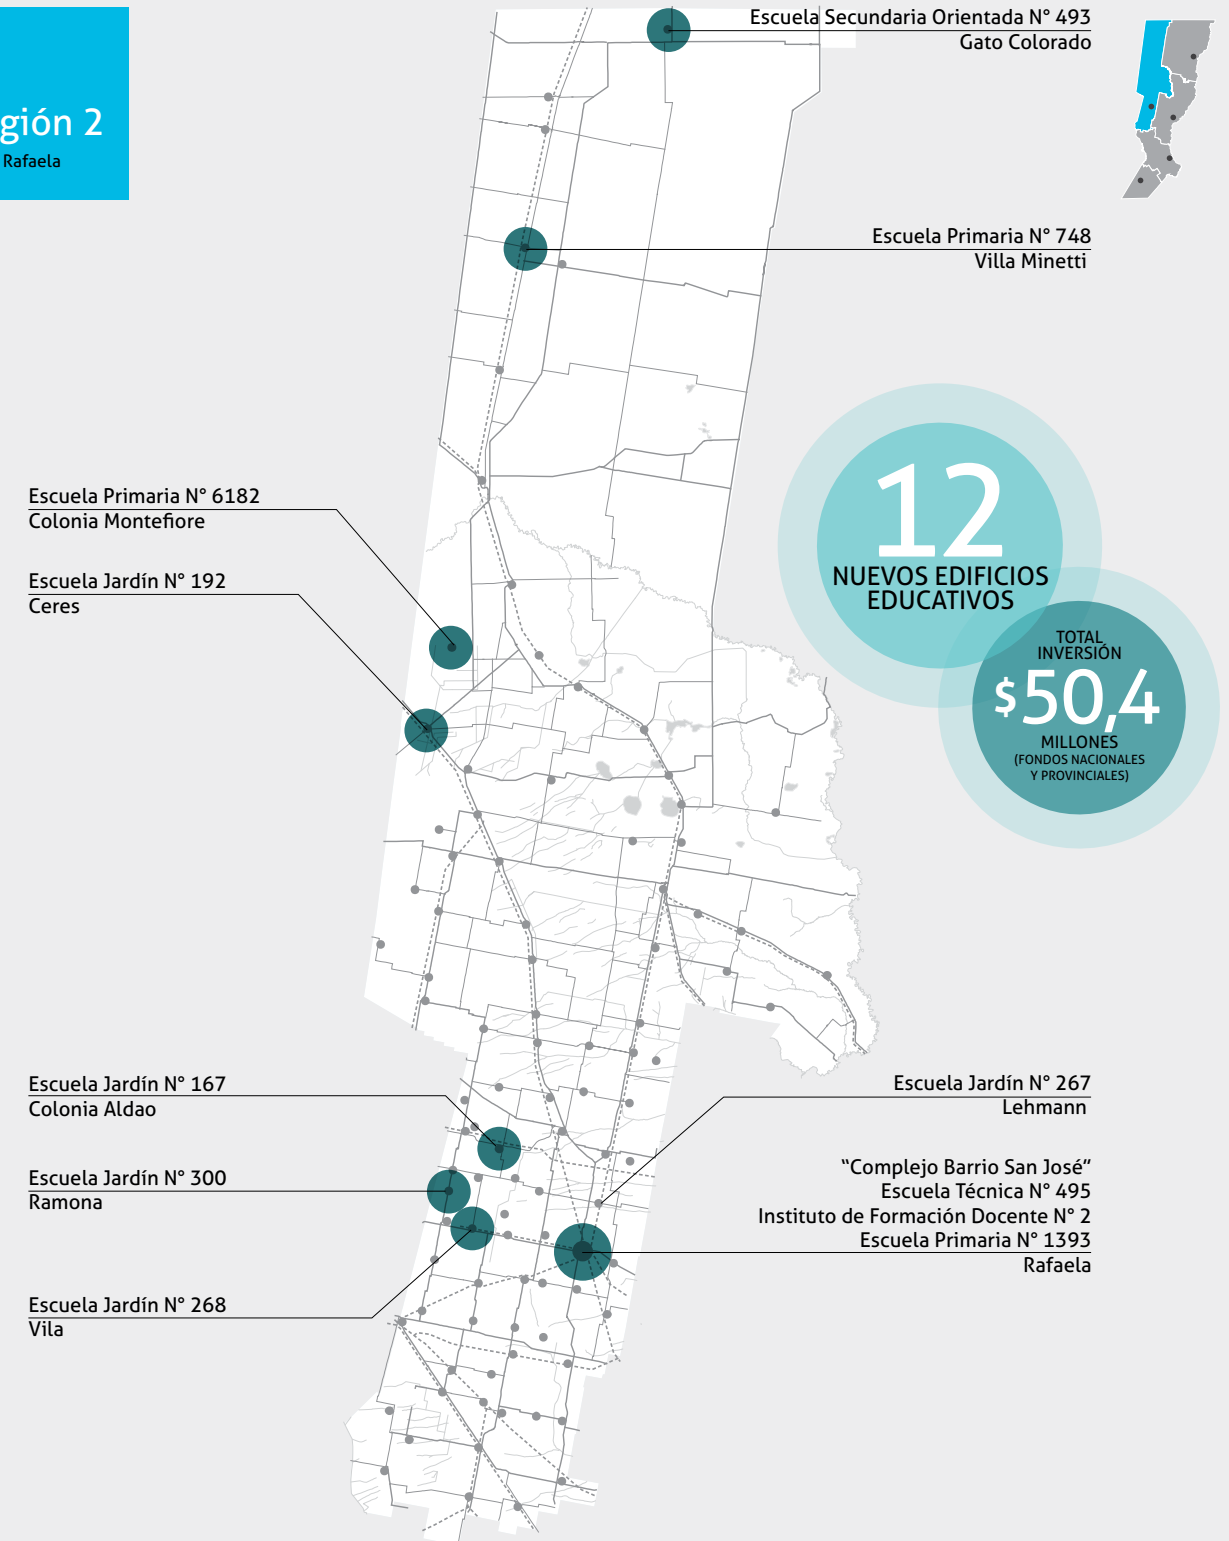 gión 2
Rafaela
Escuela Secundaria Orientada N° 493
Gato Colorado
Escuela Primaria N° 748
Villa Minetti
12
NUEVOS EDIFICIOS
EDUCATIVOS
TOTAL
INVERSIÓN
$50,4
MILLONES
(FONDOS NACIONALES
Y PROVINCIALES)
Escuela Primaria N° 6182
Colonia Montefiore
Escuela Jardín N° 192
Ceres
Escuela Jardín N° 167
Colonia Aldao
Escuela Jardín N° 300
Ramona
Escuela Jardín N° 268
Vila
Escuela Jardín N° 267
Lehmann
“Complejo Barrio San José”
Escuela Técnica N° 495
Instituto de Formación Docente N° 2
Escuela Primaria N° 1393
Rafaela